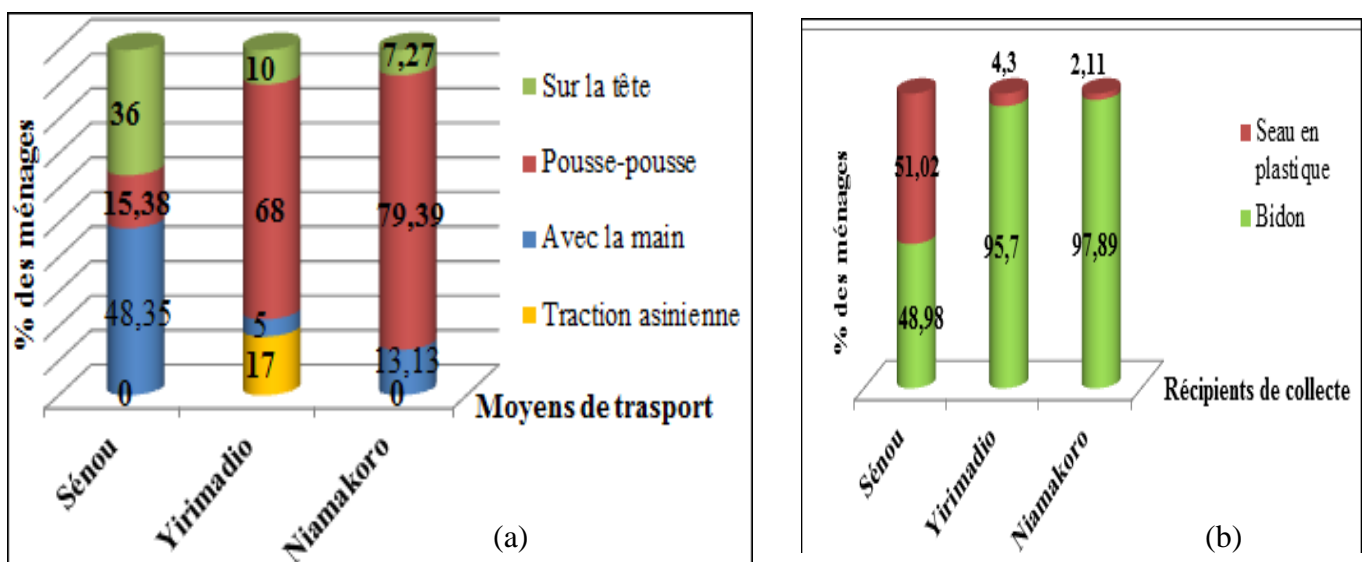 % des ménages
36
15,38
48,35
0
10
68
5
17
7,27
79,39
13,13
0
Sur la tête
Pousse-pousse
Avec la main
Traction asinienne
Moyens de trasport
Sénou
Yirimadio
Niamakoro
(a)
% des ménages
51,02
48,98
4,3
95,7
2,11
97,89
Seau en
plastique
Bidon
Récipients de collecte
Sénou
Yirimadio
Niamakoro
(b)